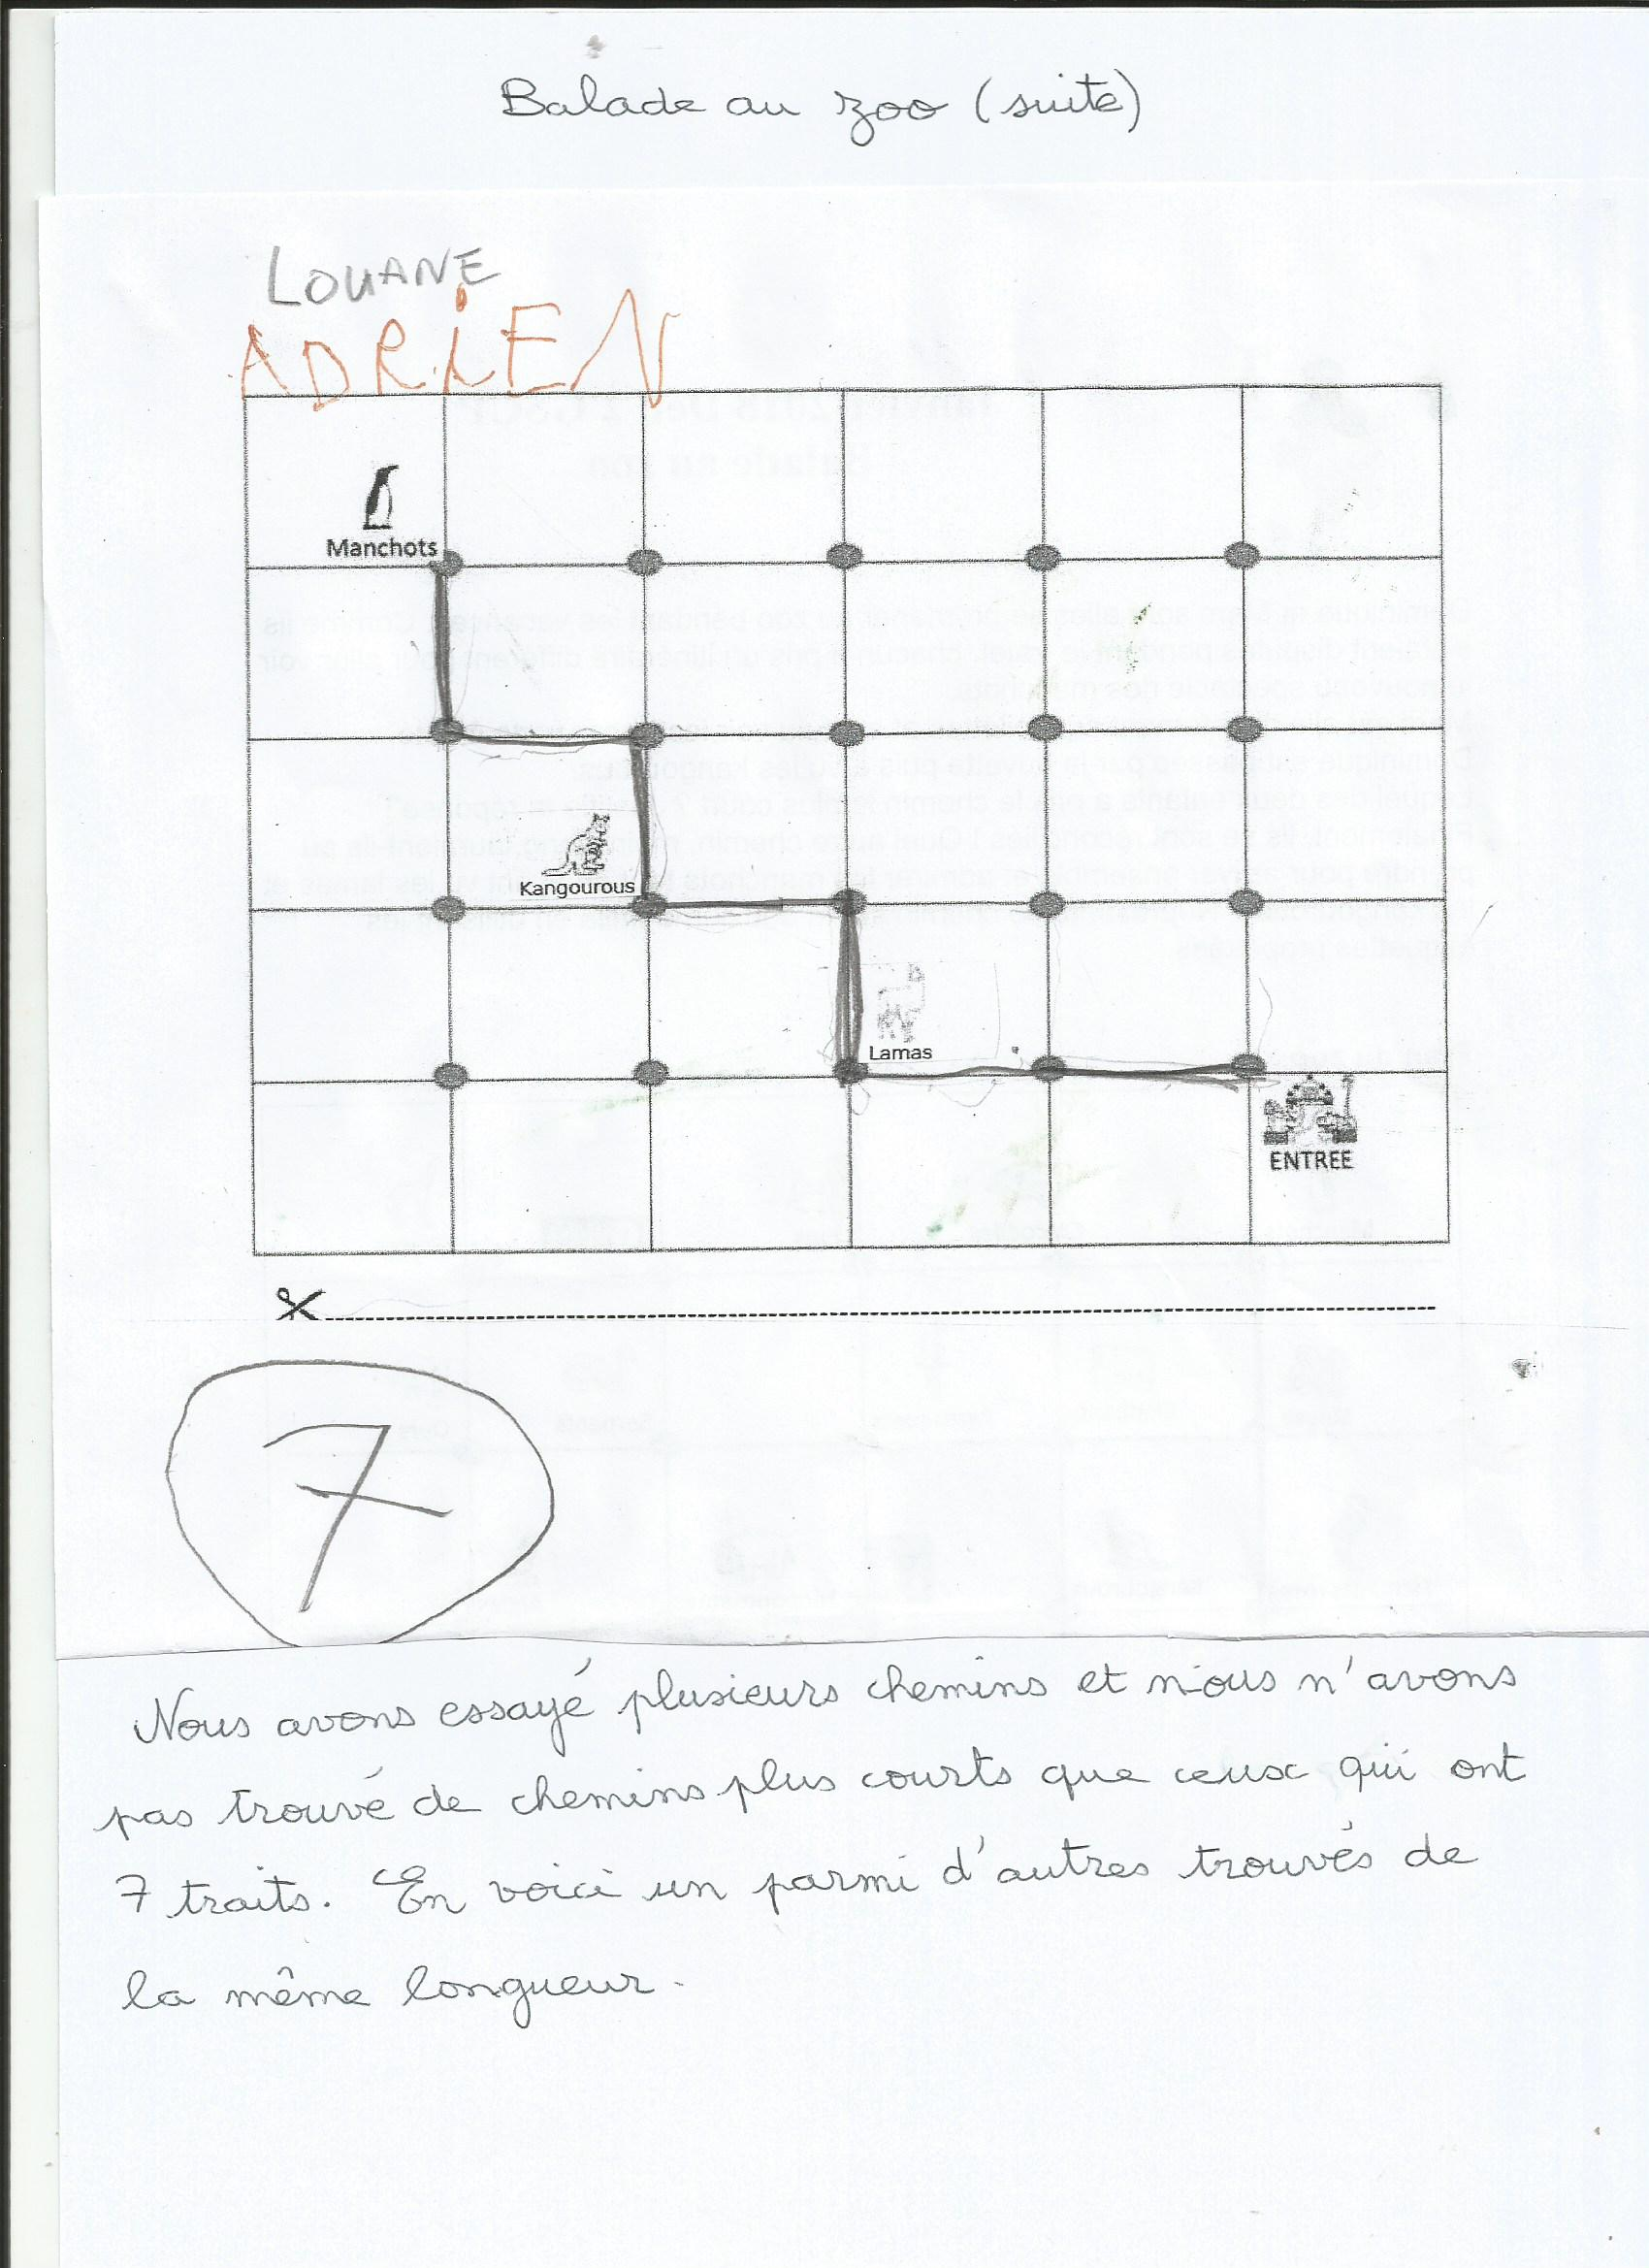 Balade au zoo (suite)
LOUANE
ADRIEN
Manchots
Kangourous
Lamas
ENTREE
7
Nous avons essayé plusieurs chemins et nous n'avons
pas trouvé de chemins plus courts que ceux qui ont
7 traits. En voici un parmi d'autres trouvés de
la même longueur.